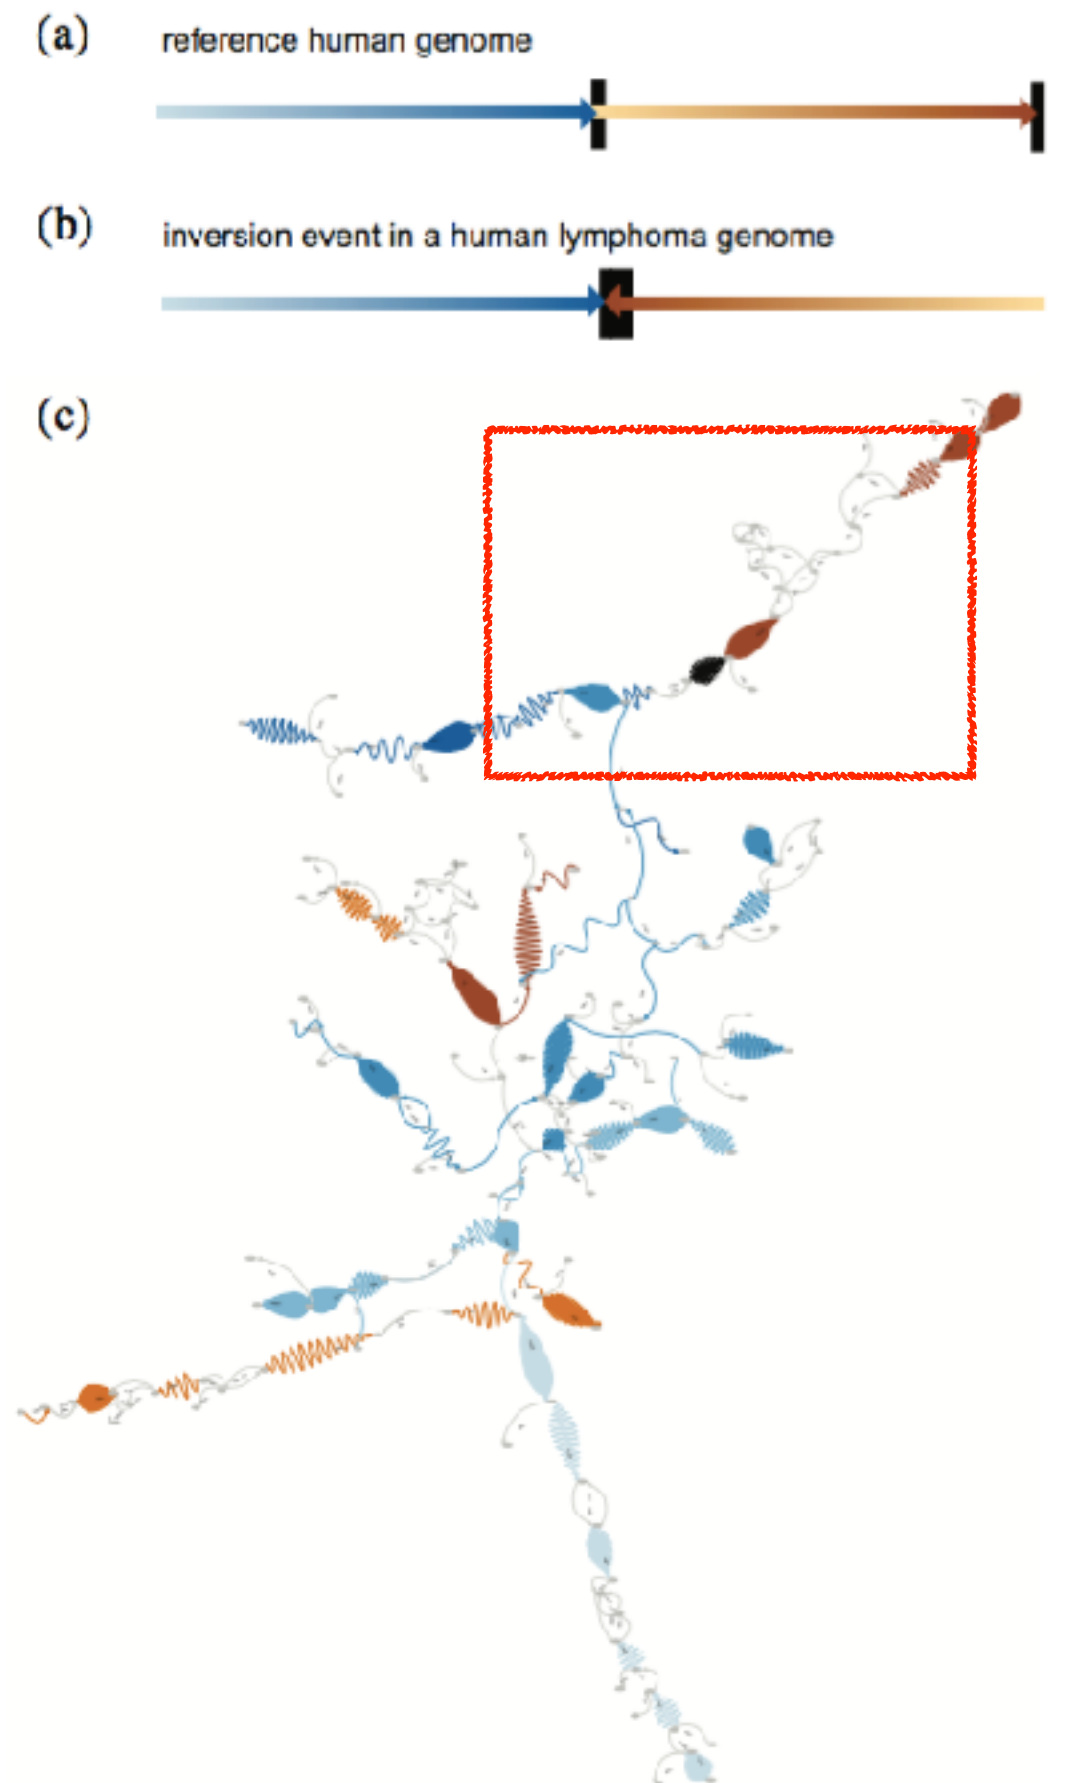 (a) reference human genome
(b) inversion event in a human lymphoma genome
(c)